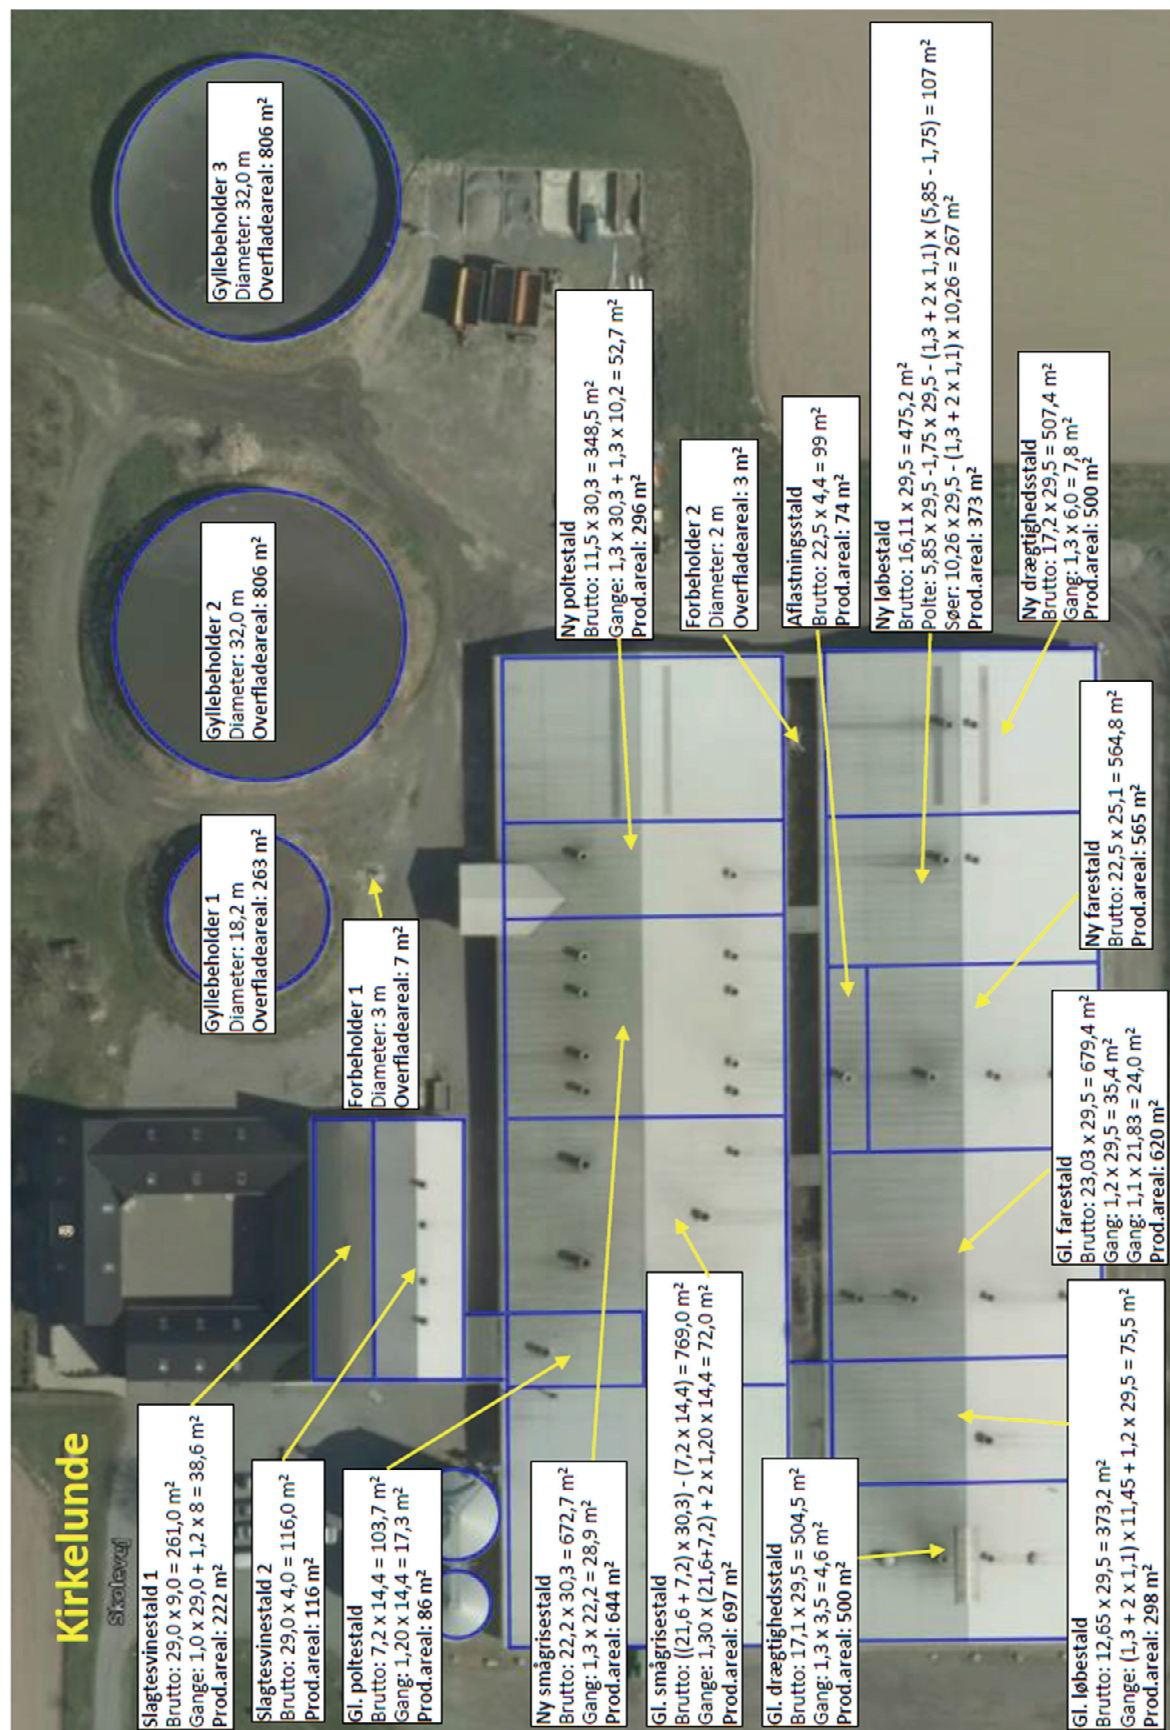 Kirkelunde
Skolevej
Slagtesvinestald 1
Brutto: 29,0 x 9,0 = 261,0 m²
Gange: 1,0 x 29,0 + 1,2 x 8 = 38,6 m²
Prod.areal: 222 m²
Slagtesvinestald 2
Brutto: 29,0 x 4,0 = 116,0 m²
Prod.areal: 116 m²
Gl. poltestald
Brutto: 7,2 x 14,4 = 103,7 m²
Gang: 1,20 x 14,4 = 17,3 m²
Prod.areal: 86 m²
Ny smågrisestald
Brutto: 22,2 x 30,3 = 672,7 m²
Gang: 1,3 x 22,2 = 28,9 m²
Prod.areal: 644 m²
Gl. smågrisestald
Brutto: ((21,6 + 7,2) x 30,3) - (7,2 x 14,4) = 769,0 m²
Gange: 1,30 x (21,6+7,2) + 2 x 1,20 x 14,4 = 72,0 m²
Prod.areal: 697 m²
Gl. drægtighedsstald
Brutto: 17,1 x 29,5 = 504,5 m²
Gang: 1,3 x 3,5 = 4,6 m²
Prod.areal: 500 m²
Gl. løbestald
Brutto: 12,65 x 29,5 = 373,2 m²
Gange: (1,3 + 2 x 1,1) x 11,45 + 1,2 x 29,5 = 75,5 m²
Prod.areal: 298 m²
Gl. farestald
Brutto: 23,03 x 29,5 = 679,4 m²
Gang: 1,2 x 29,5 = 35,4 m²
Gang: 1,1 x 21,83 = 24,0 m²
Prod.areal: 620 m²
Ny farestald
Brutto: 22,5 x 25,1 = 564,8 m²
Prod.areal: 565 m²
Forbeholder 1
Diameter: 3 m
Overfladeareal: 7 m²
Gyllebeholder 1
Diameter: 18,2 m
Overfladeareal: 263 m²
Gyllebeholder 2
Diameter: 32,0 m
Overfladeareal: 806 m²
Gyllebeholder 3
Diameter: 32,0 m
Overfladeareal: 806 m²
Ny poltestald
Brutto: 11,5 x 30,3 = 348,5 m²
Gange: 1,3 x 30,3 + 1,3 x 10,2 = 52,7 m²
Prod.areal: 296 m²
Forbeholder 2
Diameter: 2 m
Overfladeareal: 3 m²
Aflastningsstald
Brutto: 22,5 x 4,4 = 99 m²
Prod.areal: 74 m²
Ny løbestald
Brutto: 16,11 x 29,5 = 475,2 m²
Polte: 5,85 x 29,5 -1,75 x 29,5 - (1,3 + 2 x 1,1) x (5,85 - 1,75) = 107 m²
Søer: 10,26 x 29,5 - (1,3 + 2 x 1,1) x 10,26 = 267 m²
Prod.areal: 373 m²
Ny drægtighedsstald
Brutto: 17,2 x 29,5 = 507,4 m²
Gang: 1,3 x 6,0 = 7,8 m²
Prod.areal: 500 m²